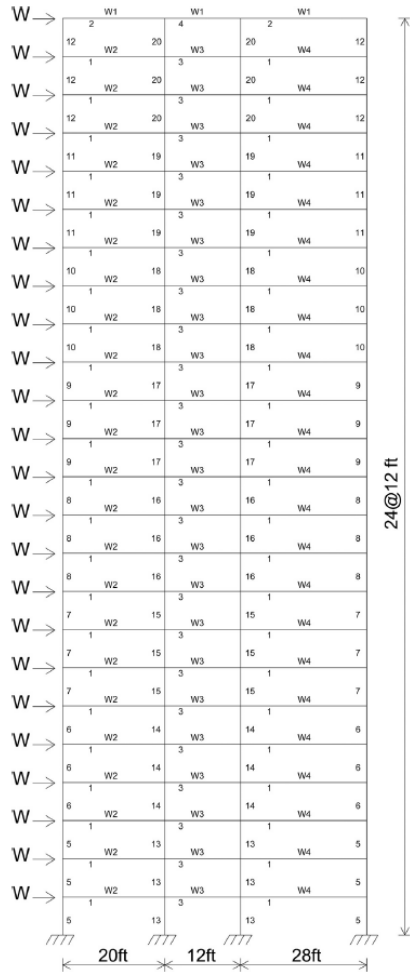 W1 W1 W1
W
2 4 2
12 20 20 12
W W2 W3 W4
1 3 1
12 20 20 12
W W2 W3 W4
1 3 1
12 20 20 12
W W2 W3 W4
1 3 1
11 19 19 11
W W2 W3 W4
1 3 1
11 19 19 11
W W2 W3 W4
1 3 1
11 19 19 11
W W2 W3 W4
1 3 1
10 18 18 10
W W2 W3 W4
1 3 1
10 18 18 10
W W2 W3 W4
1 3 1
10 18 18 10
W W2 W3 W4
1 3 1
9 17 17 9
W W2 W3 W4
1 3 1
9 17 17 9
W W2 W3 W4
1 3 1
9 17 17 9
W W2 W3 W4
1 3 1
8 16 16 8
W W2 W3 W4
1 3 1
8 16 16 8
W W2 W3 W4
1 3 1
8 16 16 8
W W2 W3 W4
1 3 1
7 15 15 7
W W2 W3 W4
1 3 1
7 15 15 7
W W2 W3 W4
1 3 1
7 15 15 7
W W2 W3 W4
1 3 1
6 14 14 6
W W2 W3 W4
1 3 1
6 14 14 6
W W2 W3 W4
1 3 1
6 14 14 6
W W2 W3 W4
1 3 1
5 13 13 5
W W2 W3 W4
1 3 1
5 13 13 5
W W2 W3 W4
1 3 1
5 13 13 5
24@12 ft
20ft 12ft 28ft